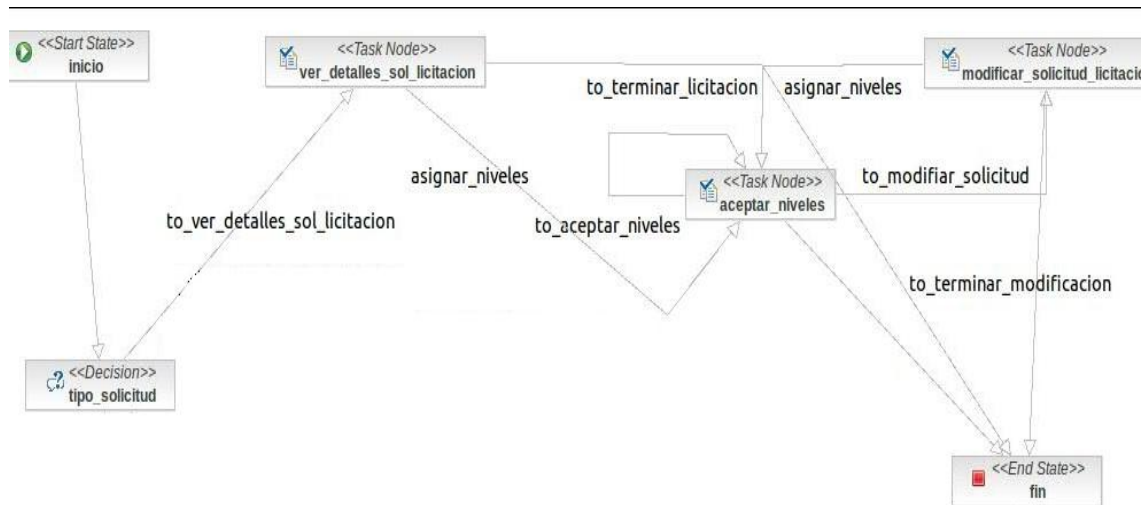 <<Start State>>
inicio
<<Task Node>>
ver_detalles_sol_licitacion
<<Task Node>>
modificar_solicitud_licitacio
to_terminar_licitacion
asignar_niveles
asignar_niveles
<<Task Node>>
aceptar_niveles
to_modifiar_solicitud
to_ver_detalles_sol_licitacion
to_aceptar_niveles
to_terminar_modificacion
<<Decision>>
tipo_solicitud
<<End State>>
fin